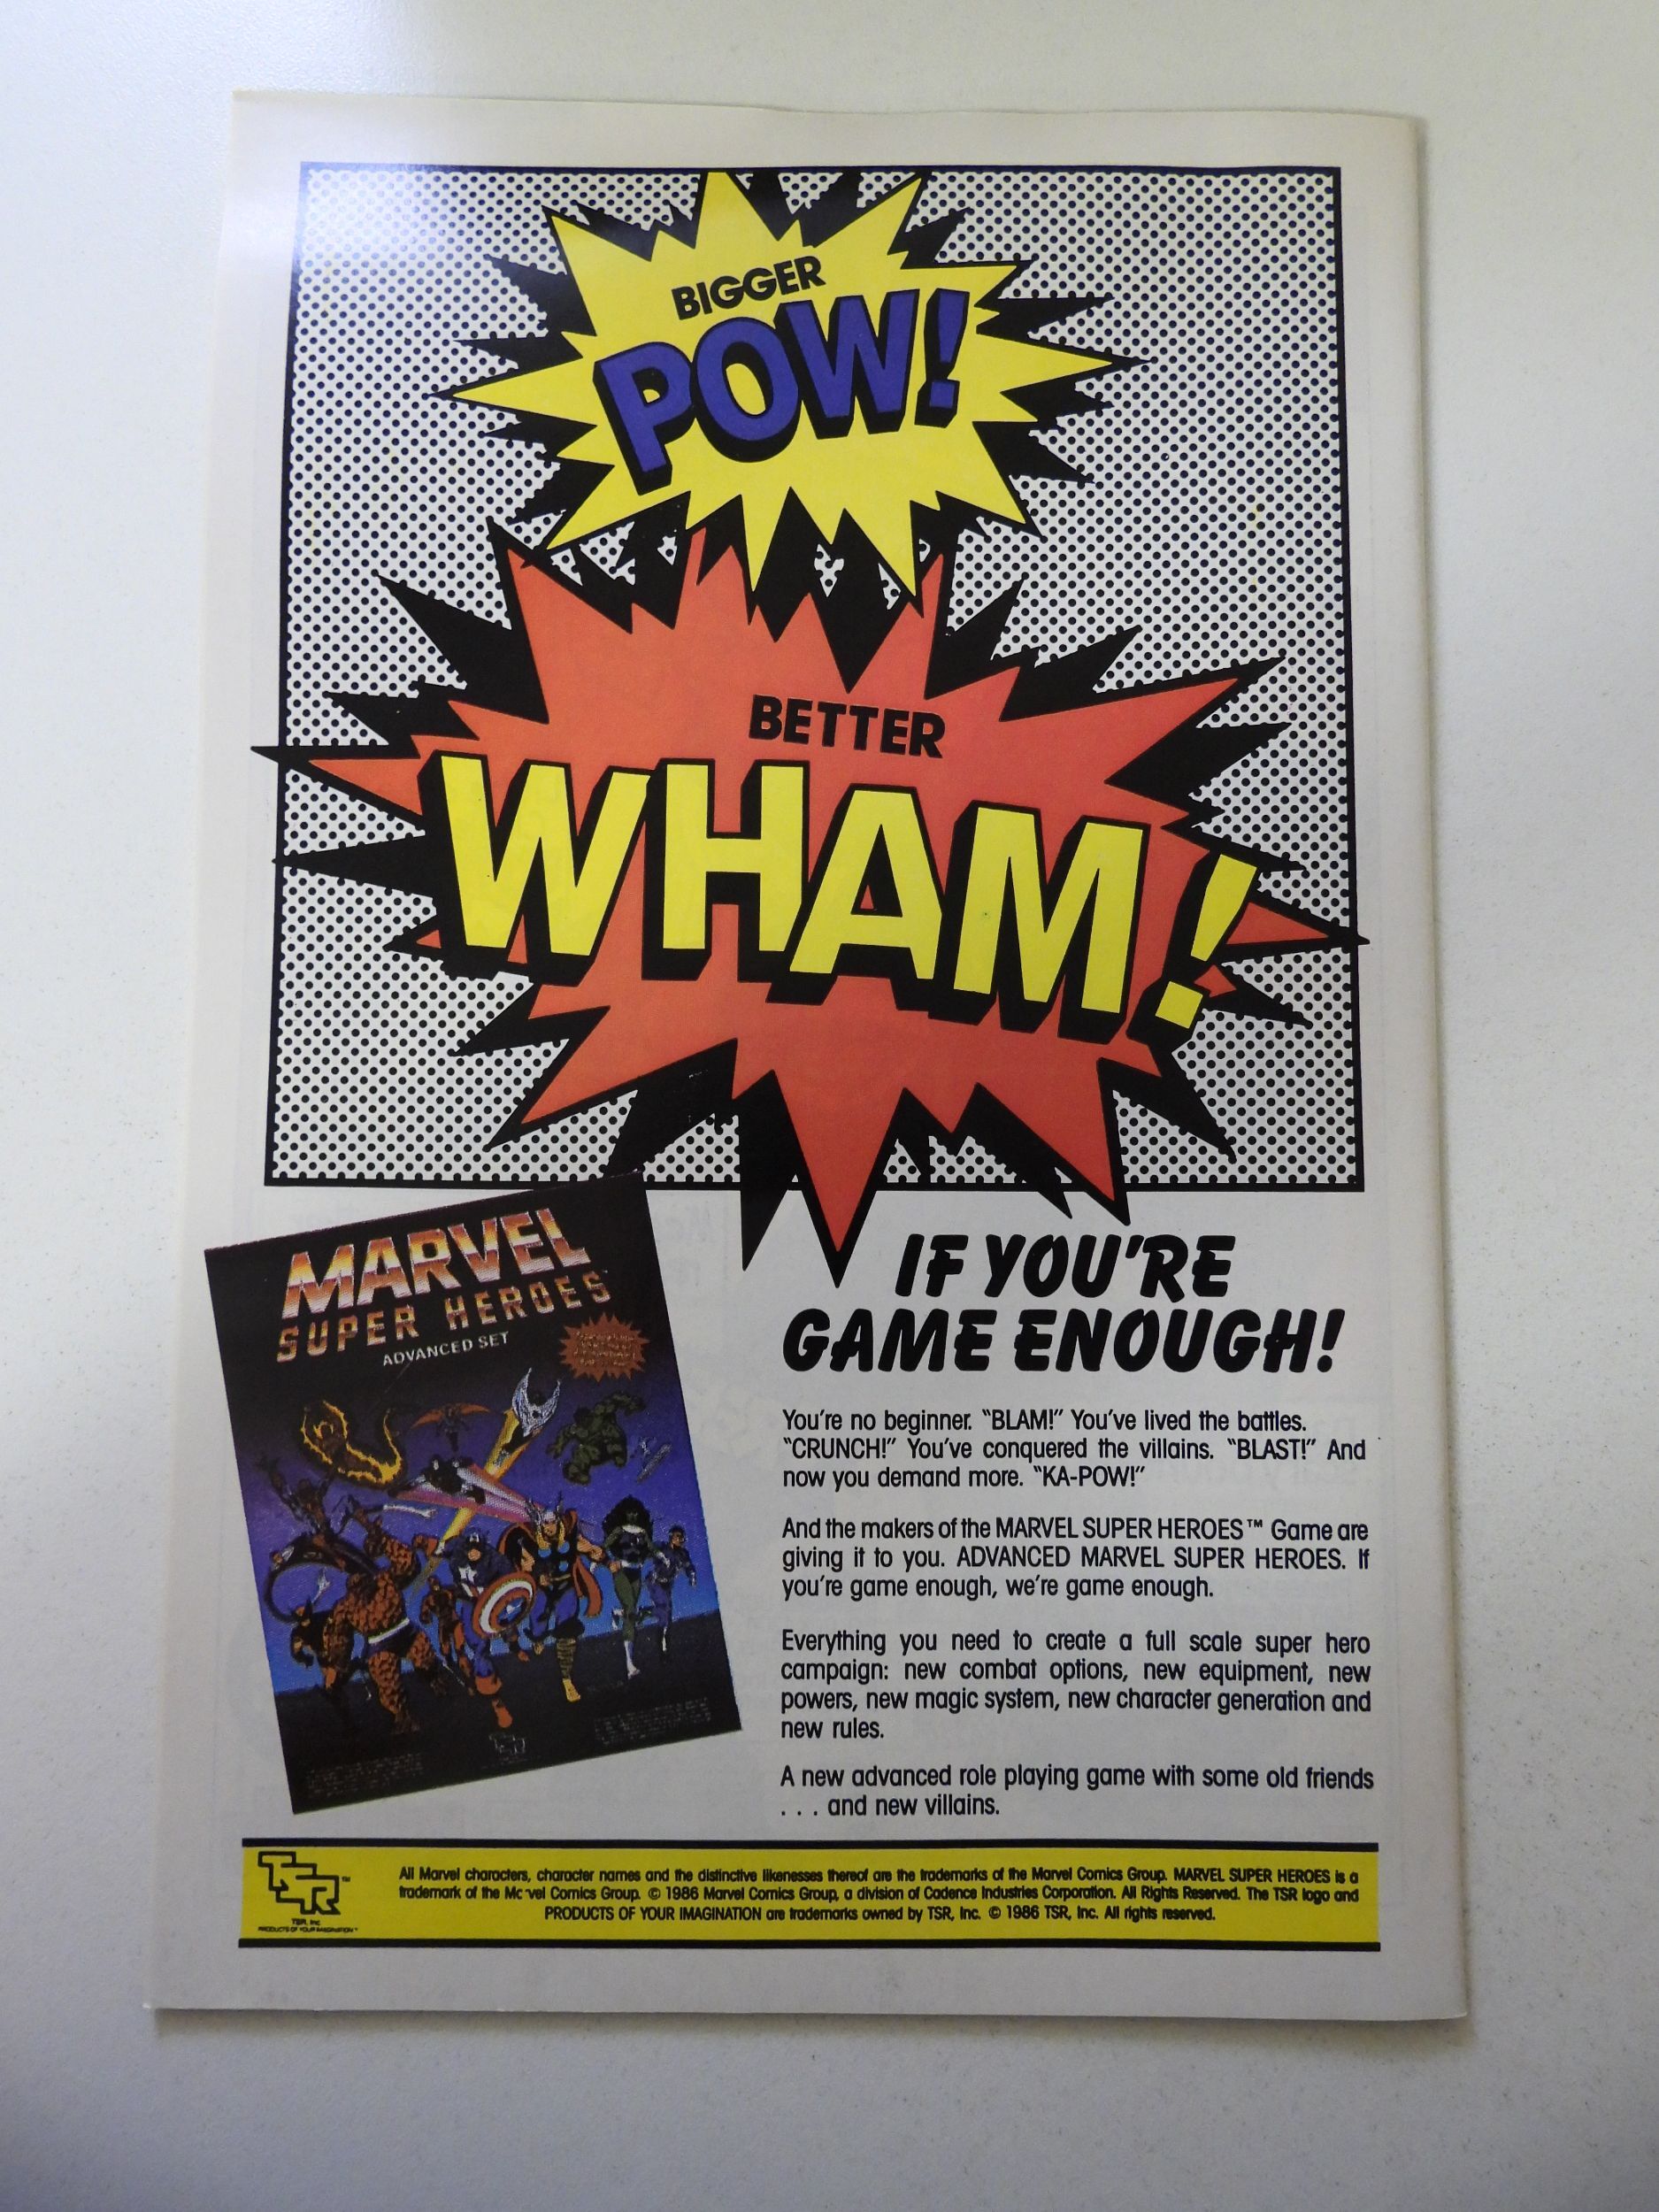 BIGGER
POW!
BETTER
WHAM!
MARVEL
SUPER HEROES
ADVANCED SET
IF YOU'RE
GAME ENOUGH!
You're no beginner. "BLAM!" You've lived the battles.
"CRUNCH!" You've conquered the villains. "BLAST!" And
now you demand more. "KA-POW!"
And the makers of the MARVEL SUPER HEROES™ Game are
giving it to you. ADVANCED MARVEL SUPER HEROES. If
you're game enough, we're game enough.
Everything you need to create a full scale super hero
campaign: new combat options, new equipment, new
powers, new magic system, new character generation and
new rules.
A new advanced role playing game with some old friends
. . . and new villains.
TSR™
TSR, Inc.
PRODUCTS OF YOUR IMAGINATION™
All Marvel characters, character names and the distinctive likenesses thereof are the trademarks of the Marvel Comics Group. MARVEL SUPER HEROES is a
trademark of the Marvel Comics Group. © 1986 Marvel Comics Group, a division of Cadence Industries Corporation. All Rights Reserved. The TSR logo and
PRODUCTS OF YOUR IMAGINATION are trademarks owned by TSR, Inc. © 1986 TSR, Inc. All rights reserved.